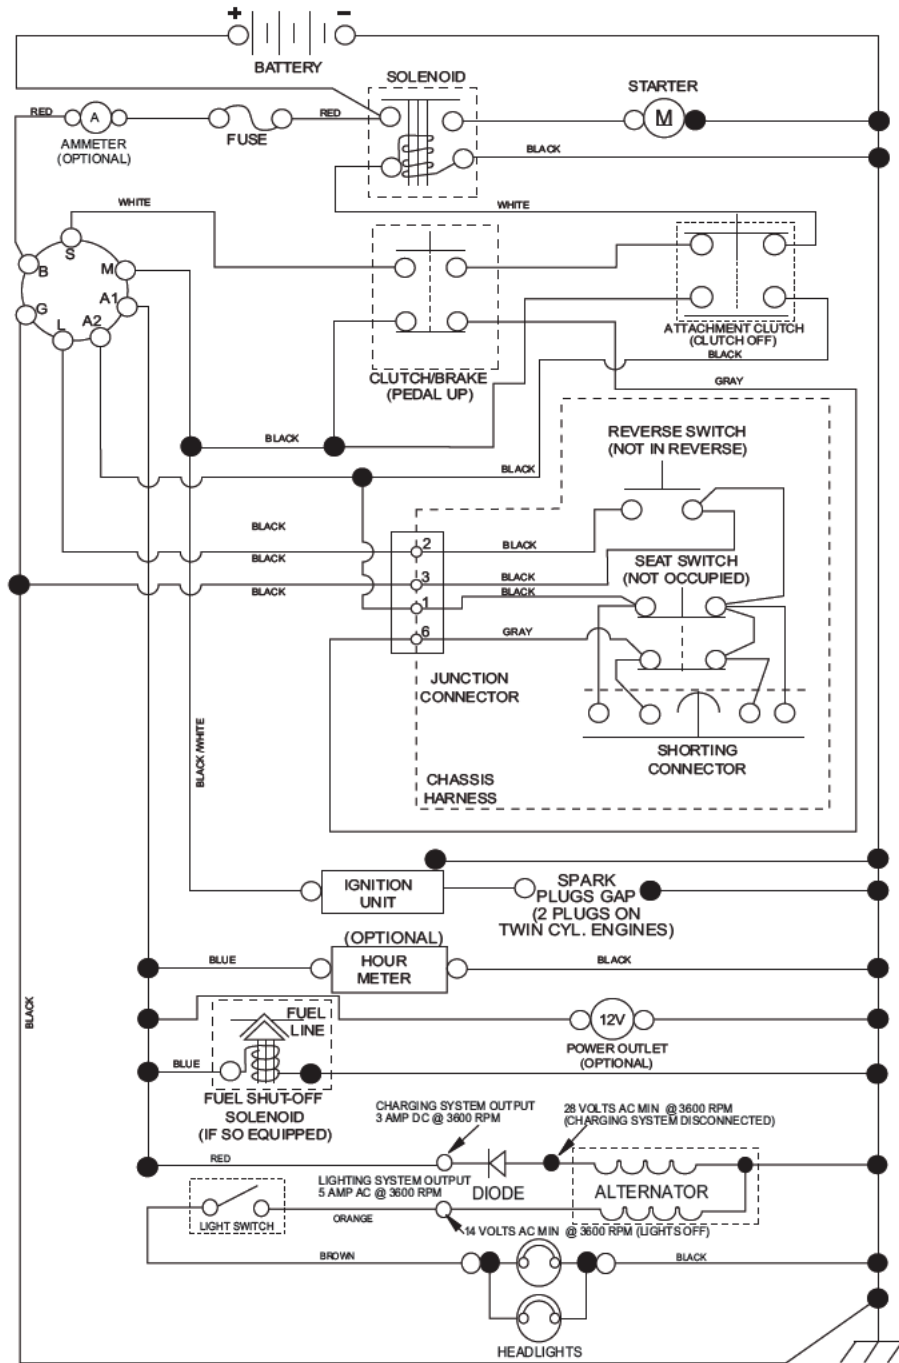 + -
BATTERY
SOLENOID
STARTER
RED
A
RED
M
AMMETER
(OPTIONAL)
FUSE
BLACK
WHITE
WHITE
S
B
M
G
A1
L
A2
ATTACHMENT CLUTCH
(CLUTCH OFF)
BLACK
CLUTCH/BRAKE
(PEDAL UP)
GRAY
BLACK
REVERSE SWITCH
(NOT IN REVERSE)
BLACK
BLACK
2
BLACK
BLACK
SEAT SWITCH
(NOT OCCUPIED)
3
BLACK
BLACK
BLACK
1
6
GRAY
JUNCTION
CONNECTOR
BLACK/WHITE
SHORTING
CONNECTOR
CHASSIS
HARNESS
IGNITION
UNIT
SPARK
PLUGS GAP
(2 PLUGS ON
TWIN CYL. ENGINES)
(OPTIONAL)
BLUE
HOUR
METER
BLACK
BLACK
FUEL
LINE
12V
POWER OUTLET
(OPTIONAL)
BLUE
FUEL SHUT-OFF
SOLENOID
(IF SO EQUIPPED)
CHARGING SYSTEM OUTPUT
3 AMP DC @ 3600 RPM
28 VOLTS AC MIN @ 3600 RPM
(CHARGING SYSTEM DISCONNECTED)
RED
LIGHTING SYSTEM OUTPUT
5 AMP AC @ 3600 RPM
DIODE
ALTERNATOR
LIGHT SWITCH
ORANGE
14 VOLTS AC MIN @ 3600 RPM (LIGHTS OFF)
BROWN
BLACK
HEADLIGHTS